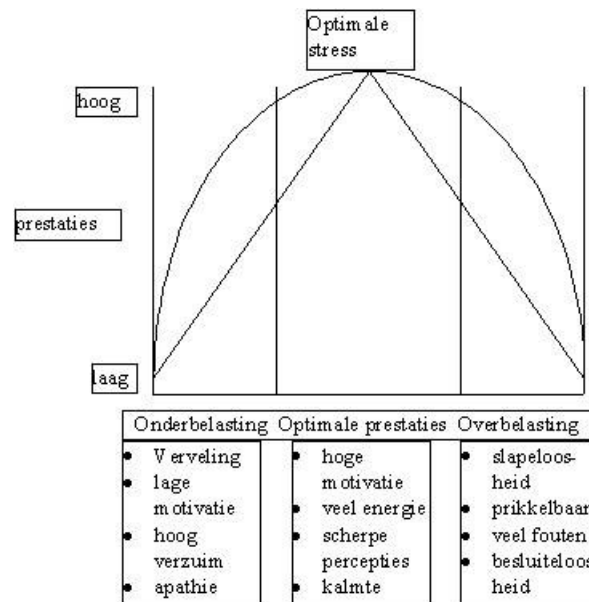 Optimale
stress
hoog
prestaties
laag
Onderbelasting Optimale prestaties Overbelasting
• Verveling
• lage
motivatie
• hoog
verzuim
• apathie
• hoge
motivatie
• veel energie
• scherpe
percepties
• kalmte
• slapeloos-
heid
• prikkelbaar
• veel fouten
• besluiteloos
heid